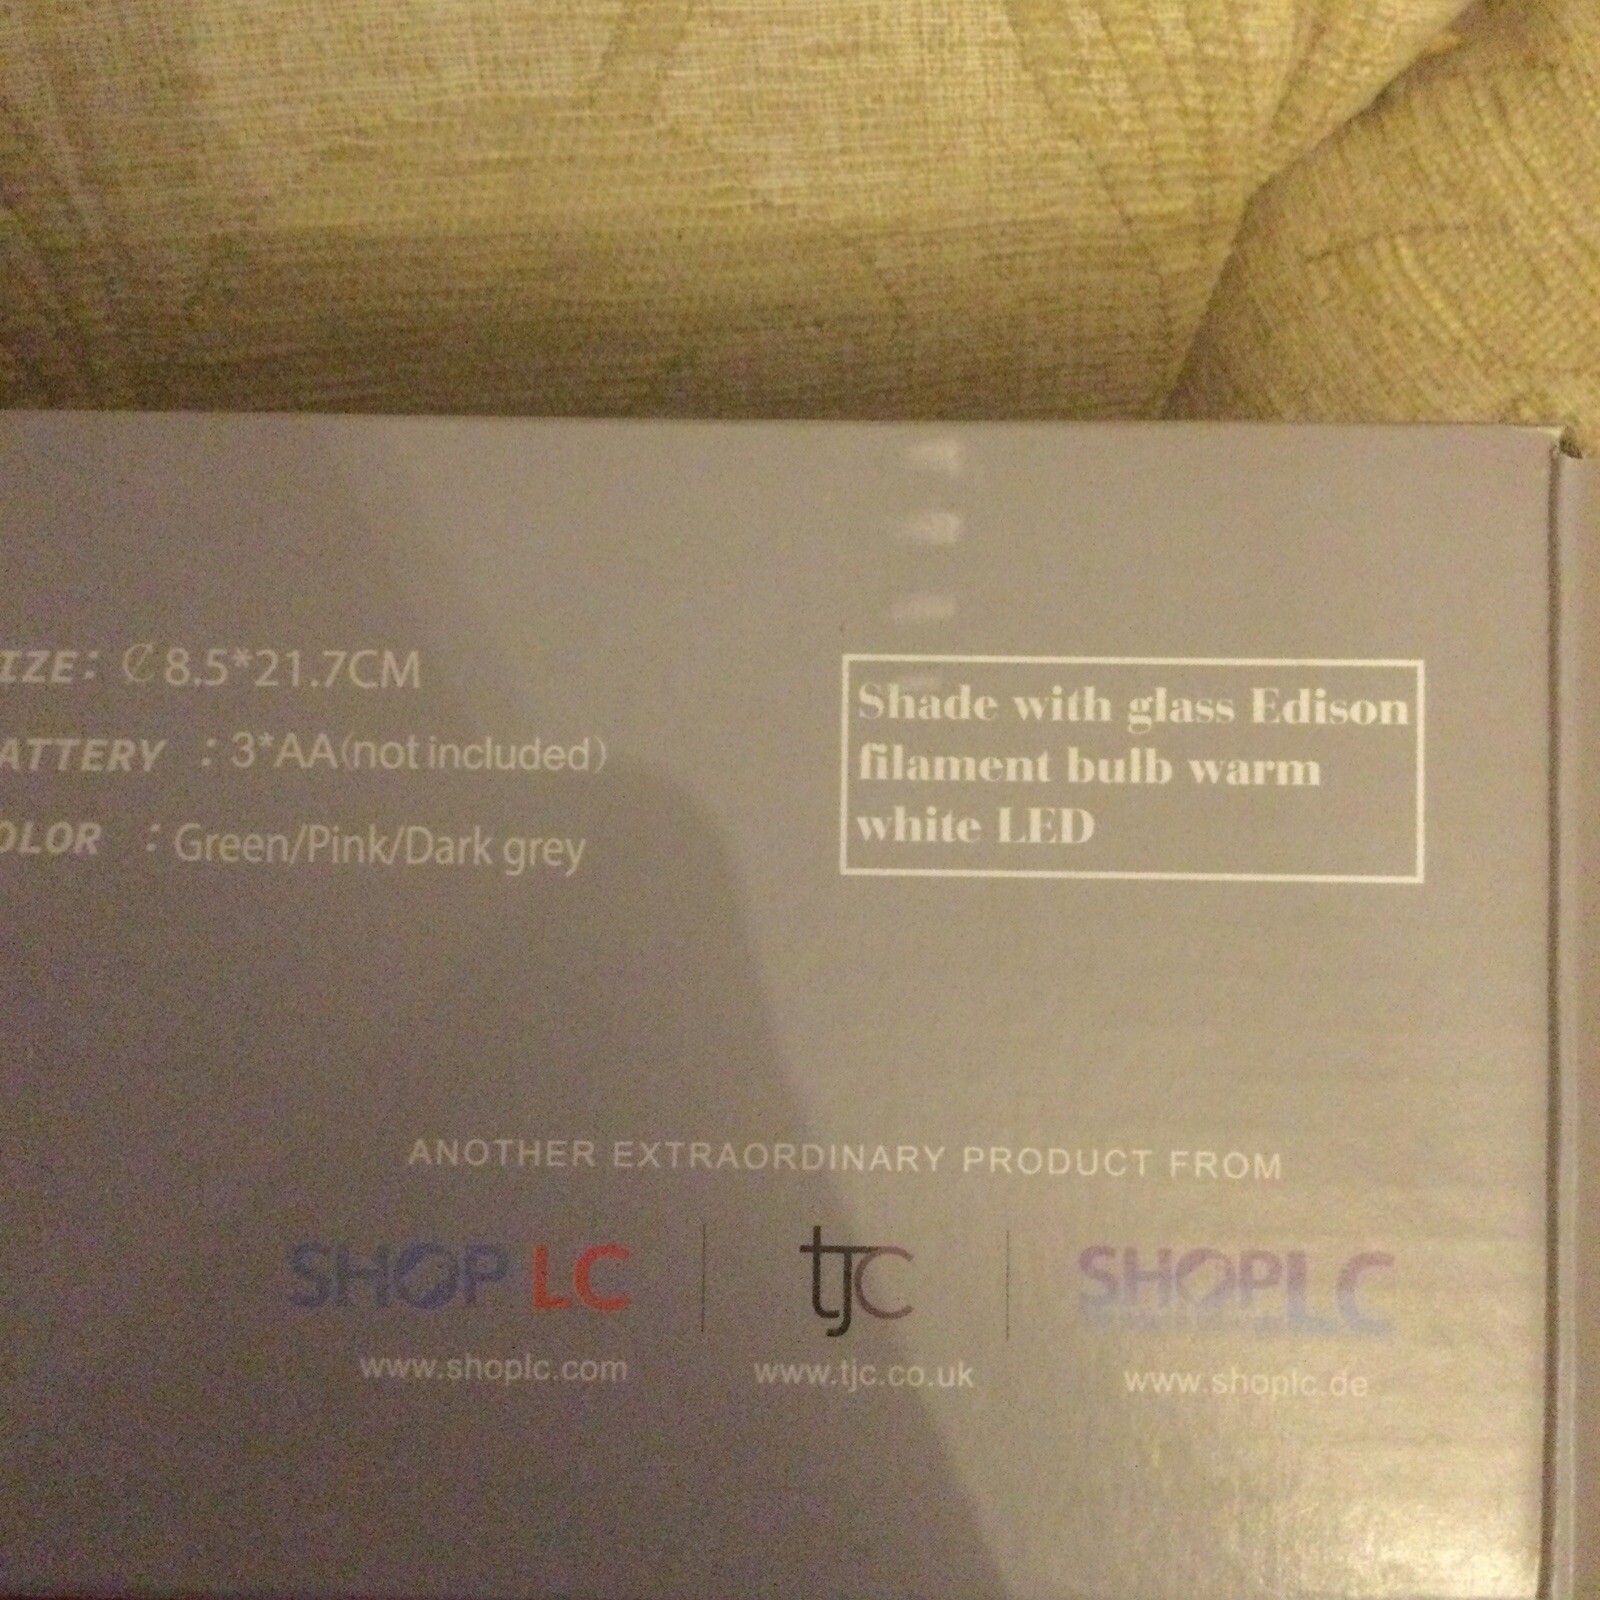 IZE: ₡8.5*21.7CM
ATTERY : 3*AA(not included)
OLOR : Green/Pink/Dark grey
Shade with glass Edison
filament bulb warm
white LED
ANOTHER EXTRAORDINARY PRODUCT FROM
SHOP LC
www.shoplc.com
tjc
www.tjc.co.uk
SHOPLC
www.shoplc.de